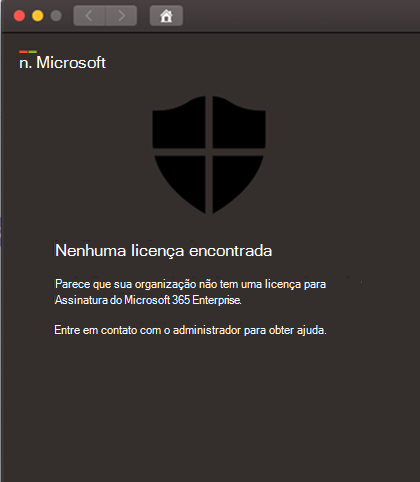 n. Microsoft
Nenhuma licença encontrada
Parece que sua organização não tem uma licença para
Assinatura do Microsoft 365 Enterprise.
Entre em contato com o administrador para obter ajuda.